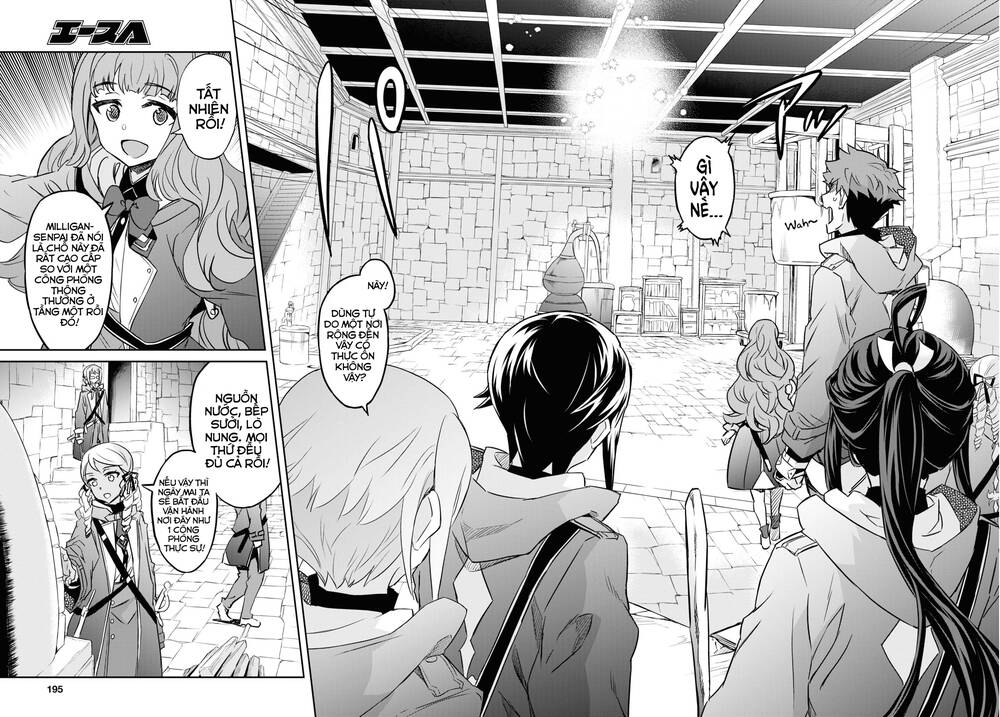 エースA
GÌ
VẬY
NÈ...
Wah~
NÀY!
DÙNG TỰ
DO MỘT NƠI
RỘNG ĐẾN
VẬY CÓ
THỰC ỔN
KHÔNG
VẬY?
TẤT
NHIÊN
RỒI!
MILLIGAN-
SENPAI ĐÃ NÓI
LÀ CHỖ NÀY ĐÃ
RẤT CAO CẤP
SO VỚI MỘT
CÔNG PHÒNG
THÔNG
THƯỜNG Ở
TẦNG MỘT RỒI
ĐÓ!
NGUỒN
NƯỚC, BẾP
SƯỞI, LÒ
NUNG. MỌI
THỨ ĐỀU
ĐỦ CẢ RỒI!
NẾU VẬY THÌ
NGÀY MAI TA
SẼ BẮT ĐẦU
VẬN HÀNH
NƠI ĐÂY NHƯ
1 CÔNG
PHÒNG
THỰC SỰ!
195